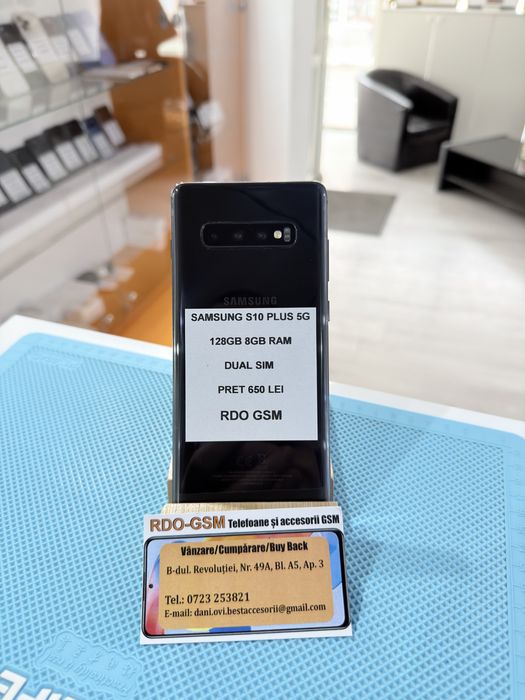 SAMSUNG
SAMSUNG S10 PLUS 5G
128GB 8GB RAM
DUAL SIM
PRET 650 LEI
RDO GSM
RDO-GSM Telefoane și accesorii GSM
Vânzare/Cumpărare/Buy Back
B-dul. Revoluției, Nr. 49A, Bl. A5, Ap. 3
Tel.: 0723 253821
E-mail: dani.ovi.bestaccesorii@gmail.com